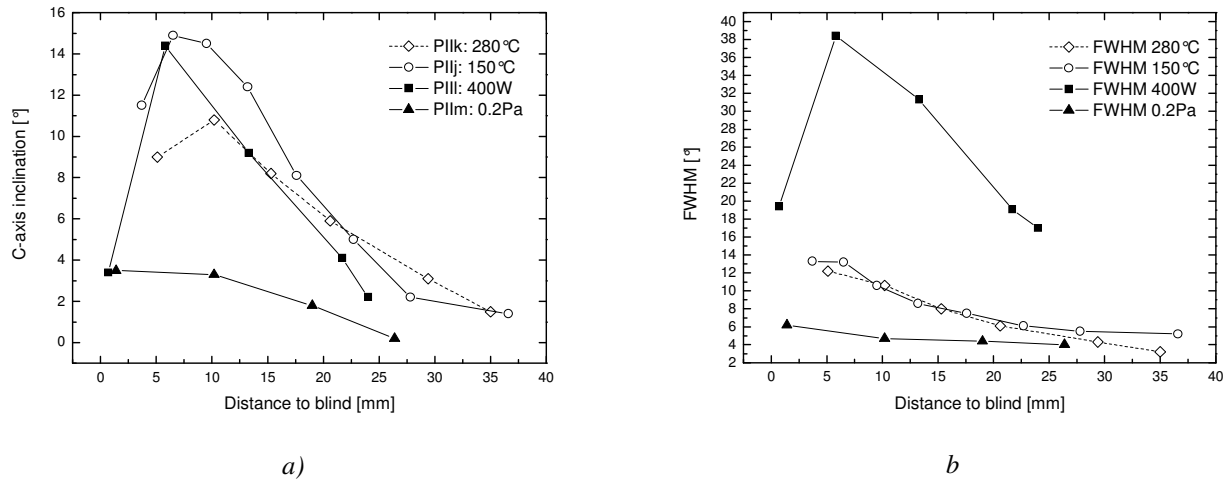 16
14
12
10
8
6
4
2
0
C-axis inclination [°]
PIIk: 280°C
PIIj: 150°C
PIIl: 400W
PIIm: 0.2Pa
0 5 10 15 20 25 30 35 40
Distance to blind [mm]
a)
40
38
36
34
32
30
28
26
24
22
20
18
16
14
12
10
8
6
4
2
FWHM [°]
FWHM 280°C
FWHM 150°C
FWHM 400W
FWHM 0.2Pa
0 5 10 15 20 25 30 35 40
Distance to blind [mm]
b